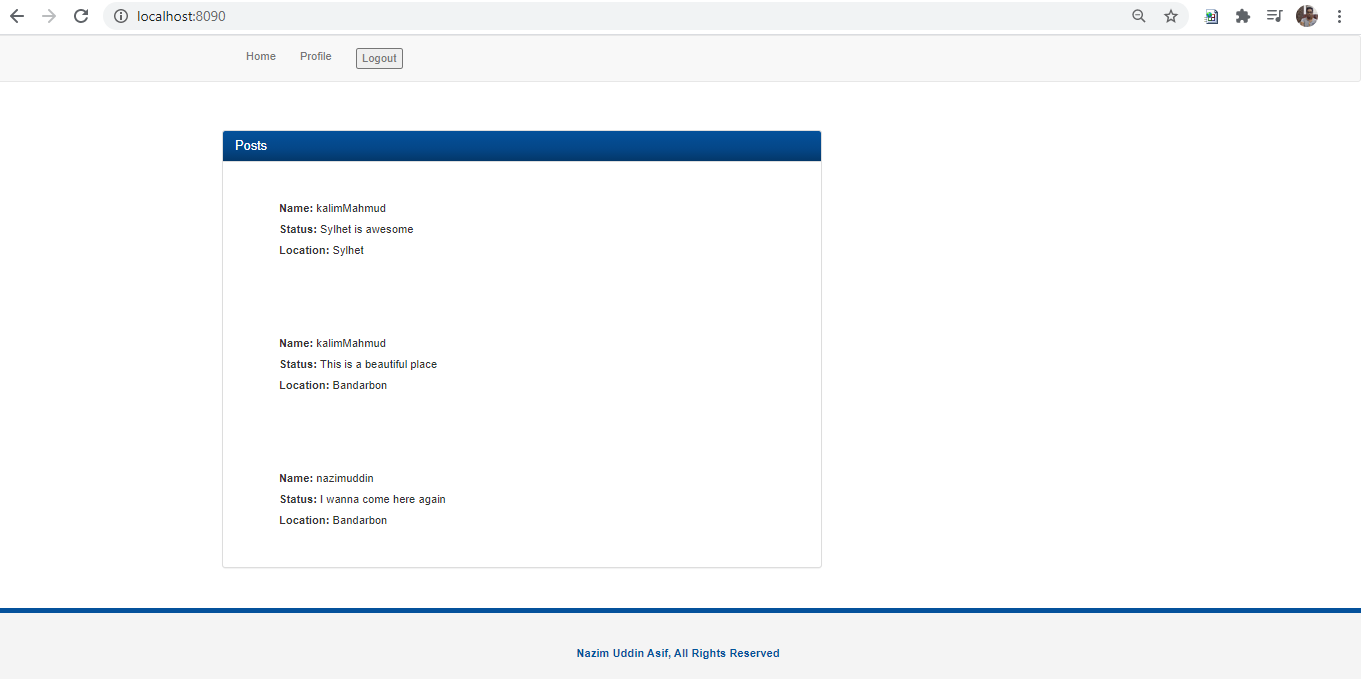 localhost:8090
Home Profile Logout
Posts
Name: kalimMahmud
Status: Sylhet is awesome
Location: Sylhet
Name: kalimMahmud
Status: This is a beautiful place
Location: Bandarbon
Name: nazimuddin
Status: I wanna come here again
Location: Bandarbon
Nazim Uddin Asif, All Rights Reserved